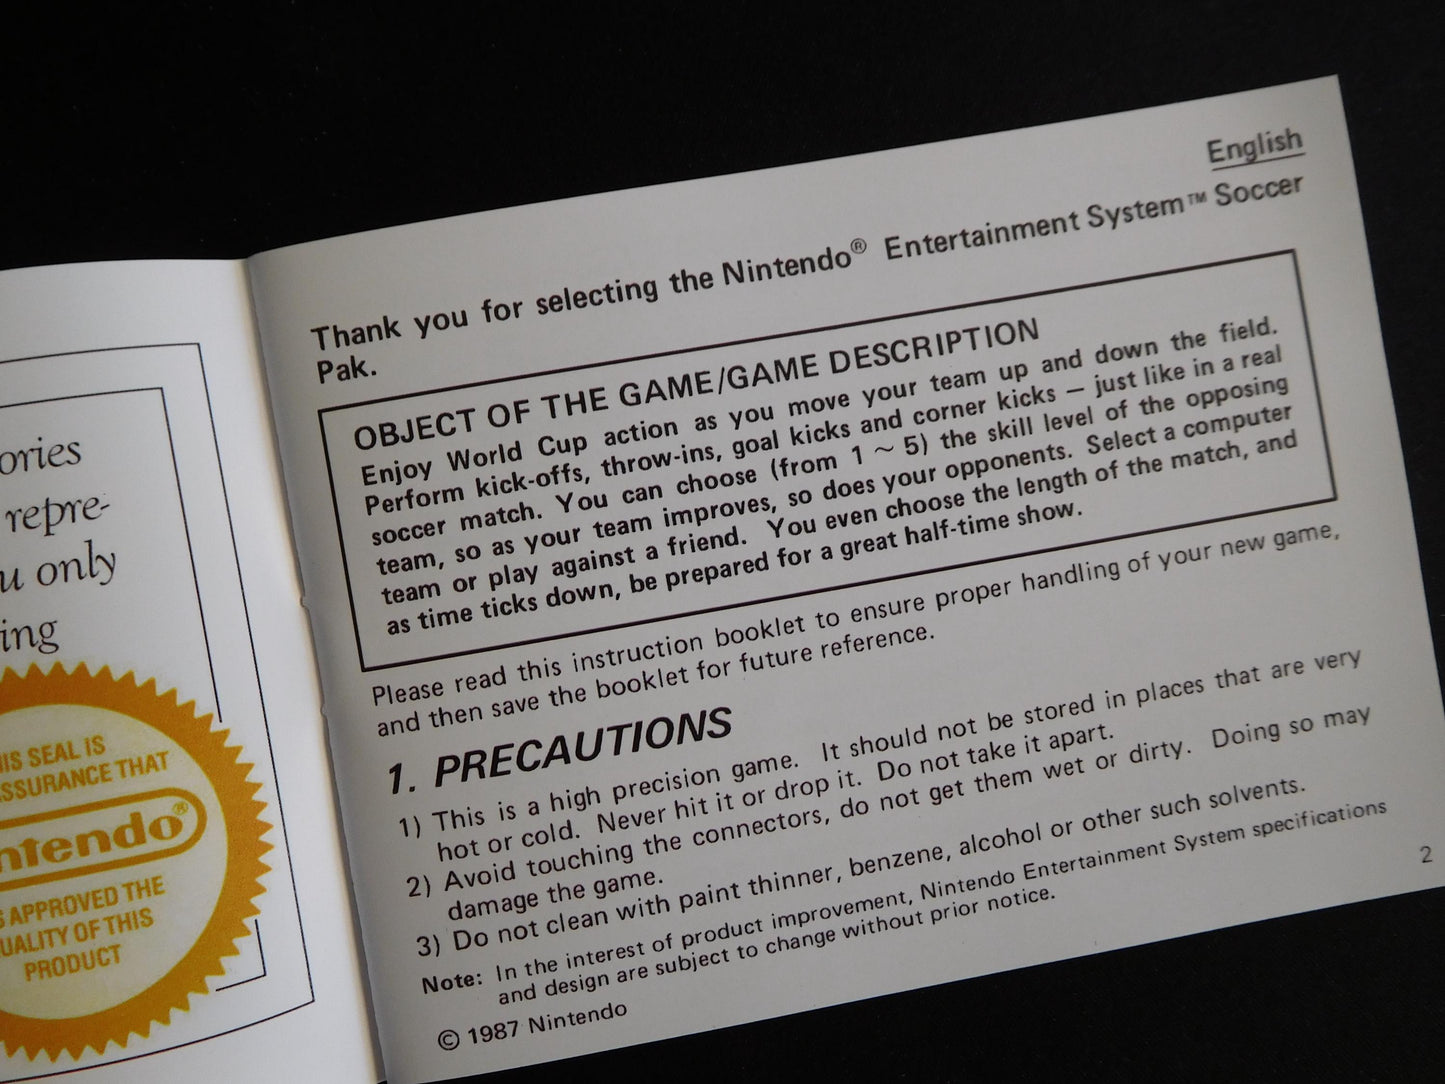 ories
repre-
u only
ing
IS SEAL IS
SSURANCE THAT
ntendo®
S APPROVED THE
UALITY OF THIS
PRODUCT
English
Thank you for selecting the Nintendo® Entertainment System™ Soccer
Pak.
OBJECT OF THE GAME/GAME DESCRIPTION
Enjoy World Cup action as you move your team up and down the field.
Perform kick-offs, throw-ins, goal kicks and corner kicks — just like in a real
soccer match. You can choose (from 1 ~ 5) the skill level of the opposing
team, so as your team improves, so does your opponents. Select a computer
team or play against a friend. You even choose the length of the match, and
as time ticks down, be prepared for a great half-time show.
Please read this instruction booklet to ensure proper handling of your new game,
and then save the booklet for future reference.
1. PRECAUTIONS
1) This is a high precision game. It should not be stored in places that are very
hot or cold. Never hit it or drop it. Do not take it apart.
2) Avoid touching the connectors, do not get them wet or dirty. Doing so may
damage the game.
3) Do not clean with paint thinner, benzene, alcohol or other such solvents.
Note: In the interest of product improvement, Nintendo Entertainment System specifications
and design are subject to change without prior notice.
© 1987 Nintendo
2